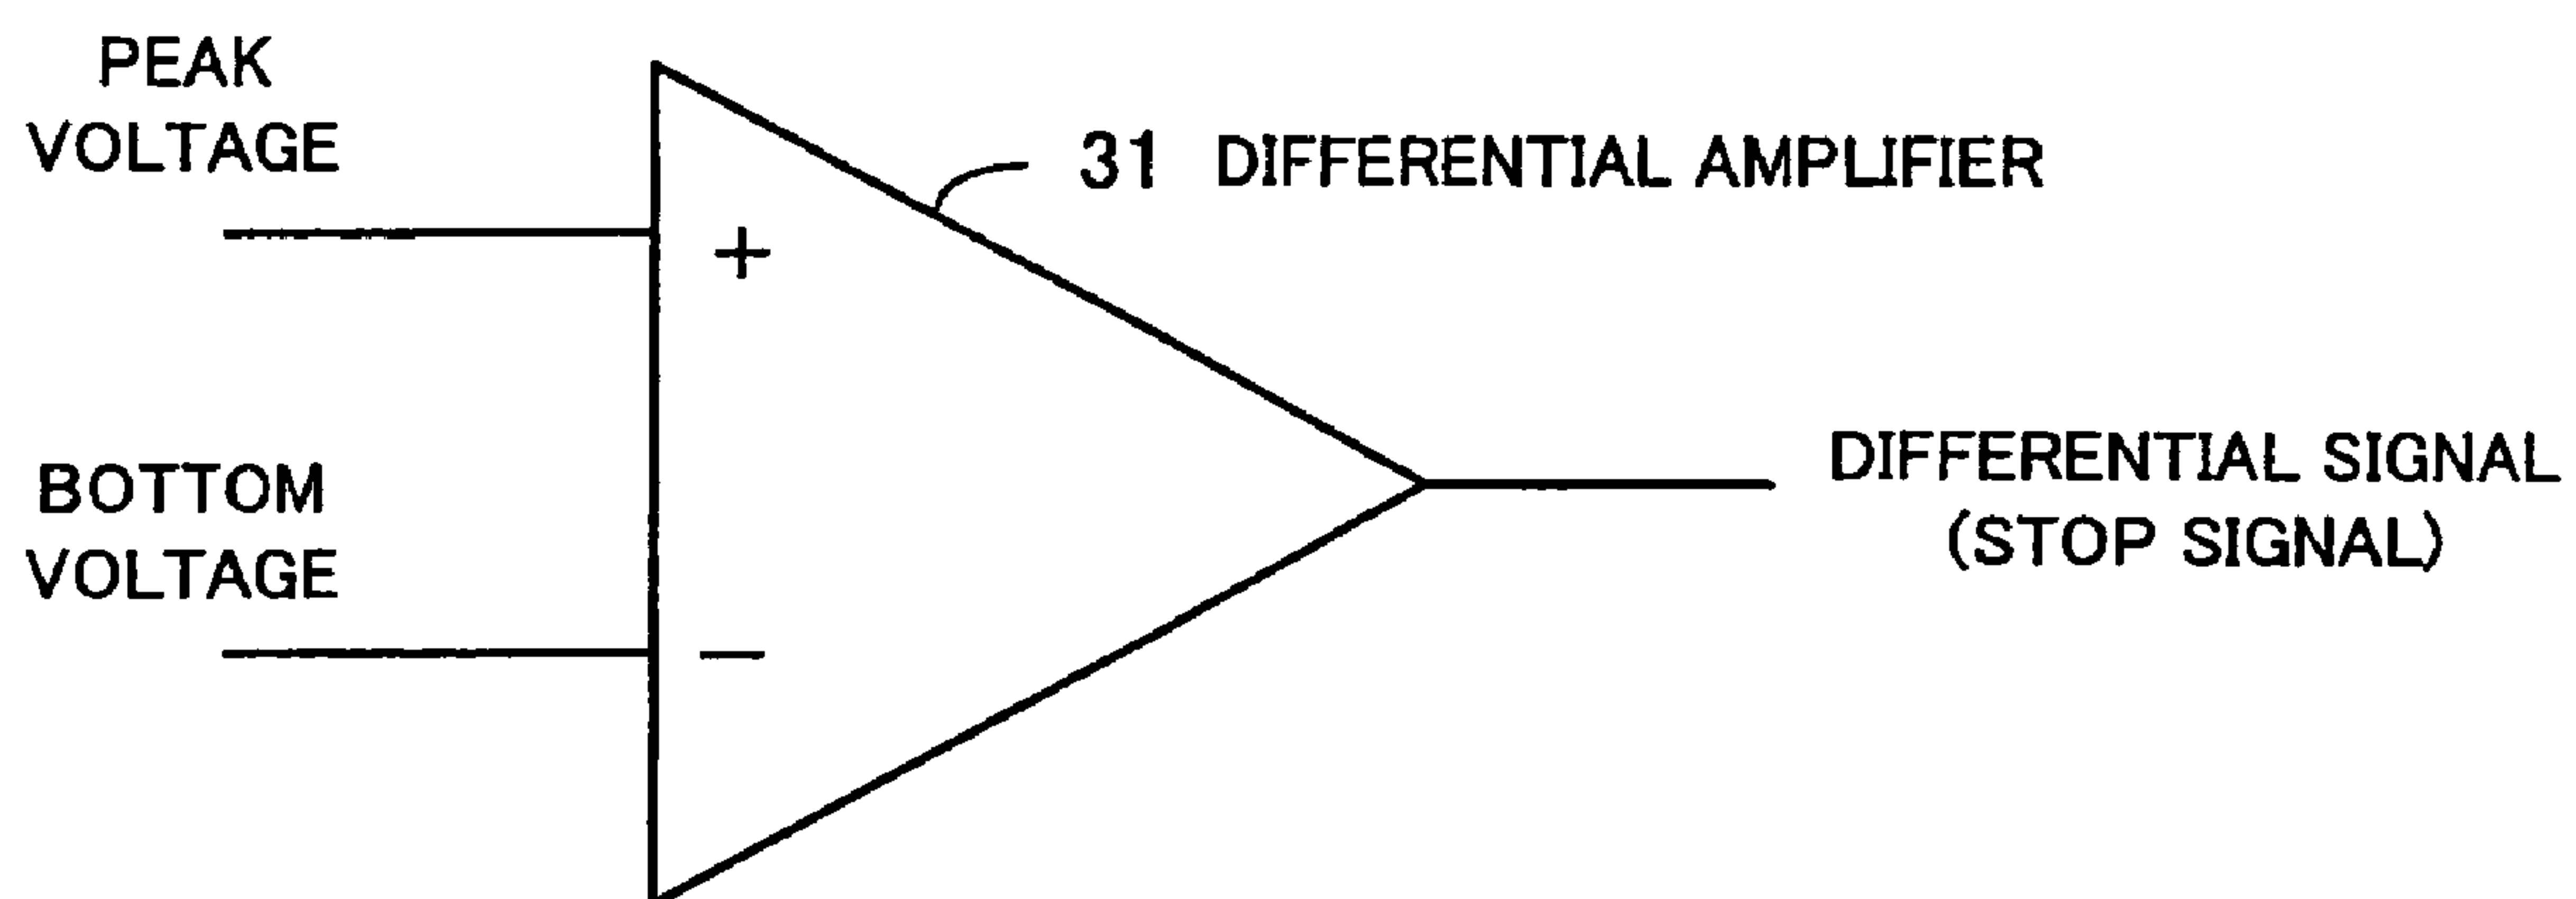 PEAK
VOLTAGE
31 DIFFERENTIAL AMPLIFIER
+
BOTTOM
VOLTAGE
−
DIFFERENTIAL SIGNAL
(STOP SIGNAL)